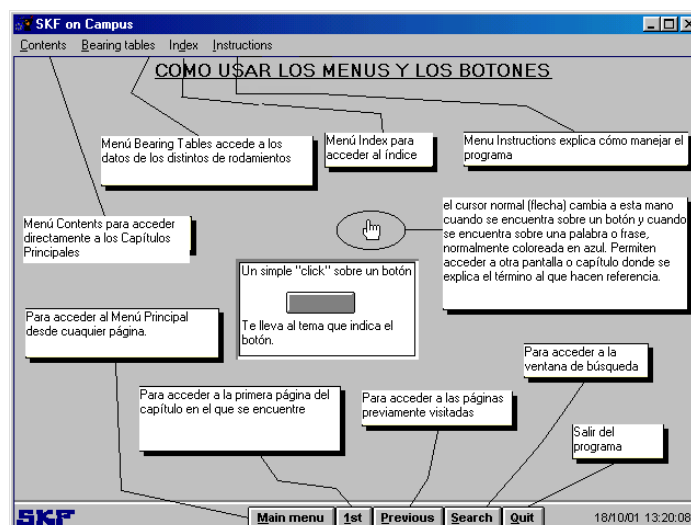 SKF on Campus
Contents Bearing tables Index Instructions
COMO USAR LOS MENUS Y LOS BOTONES
Menú Bearing Tables accede a los
datos de los distintos de rodamientos
Menú Index para
acceder al índice
Menu Instructions explica cómo manejar el
programa
Menú Contents para acceder
directamente a los Capítulos
Principales
el cursor normal (flecha) cambia a esta mano
cuando se encuentra sobre un botón y cuando
se encuentra sobre una palabra o frase,
normalmente coloreada en azul. Permiten
acceder a otra pantalla o capítulo donde se
explica el término al que hacen referencia.
Un simple "click" sobre un botón
Te lleva al tema que indica el
botón.
Para acceder al Menú Principal
desde cuaquier página.
Para acceder a la
ventana de búsqueda
Para acceder a la primera página del
capítulo en el que se encuentre
Para acceder a las páginas
previamente visitadas
Salir del
programa
SKF
Main menu 1st Previous Search Quit 18/10/01 13:20:08